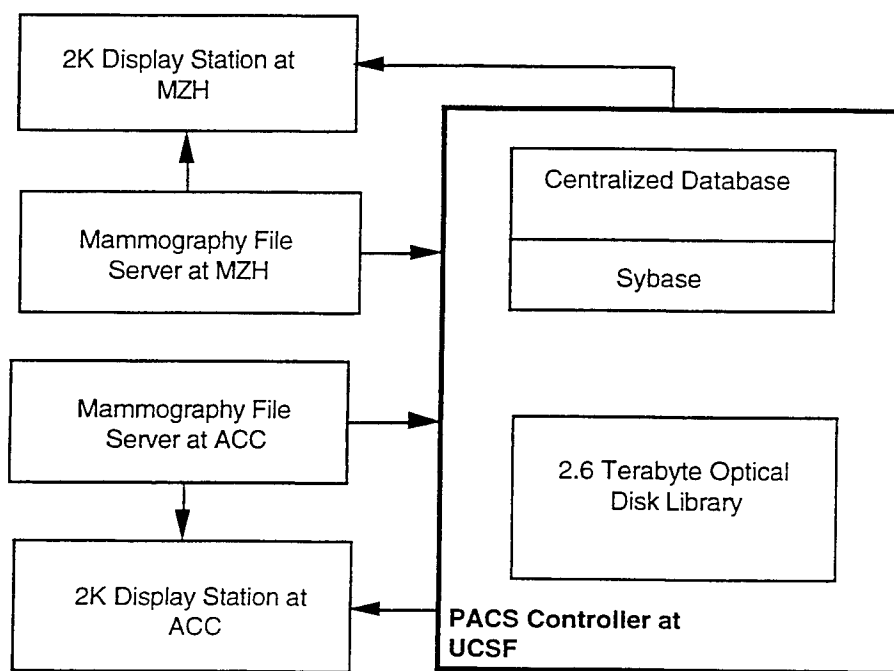 2K Display Station at
MZH
Mammography File
Server at MZH
Mammography File
Server at ACC
2K Display Station at
ACC
Centralized Database
Sybase
2.6 Terabyte Optical
Disk Library
PACS Controller at
UCSF